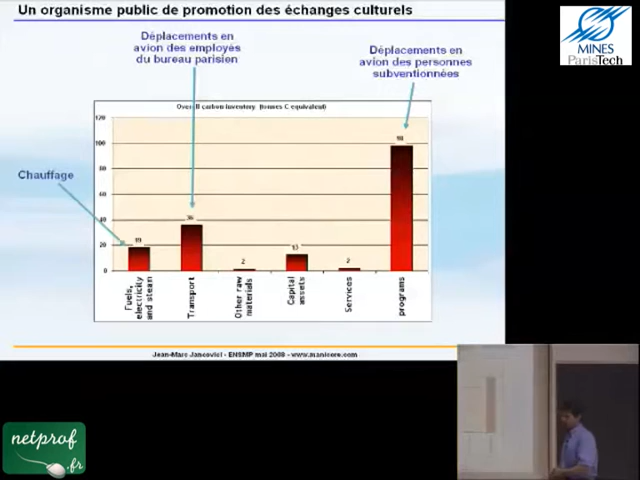 Un organisme public de promotion des échanges culturels
MINES
ParisTech
Déplacements en
avion des employés
du bureau parisien
Déplacements en
avion des personnes
subventionnées
Chauffage
Overall carbon inventory (tonnes C equivalent)
120
100
80
60
40
20
0
19
36
2
13
2
98
Fuels,
electricity
and steam
Transport
Other raw
materials
Capital
assets
Services
programs
Jean-Marc Jancovici - ENSMP mai 2008 - www.manicore.com
netprof
.fr